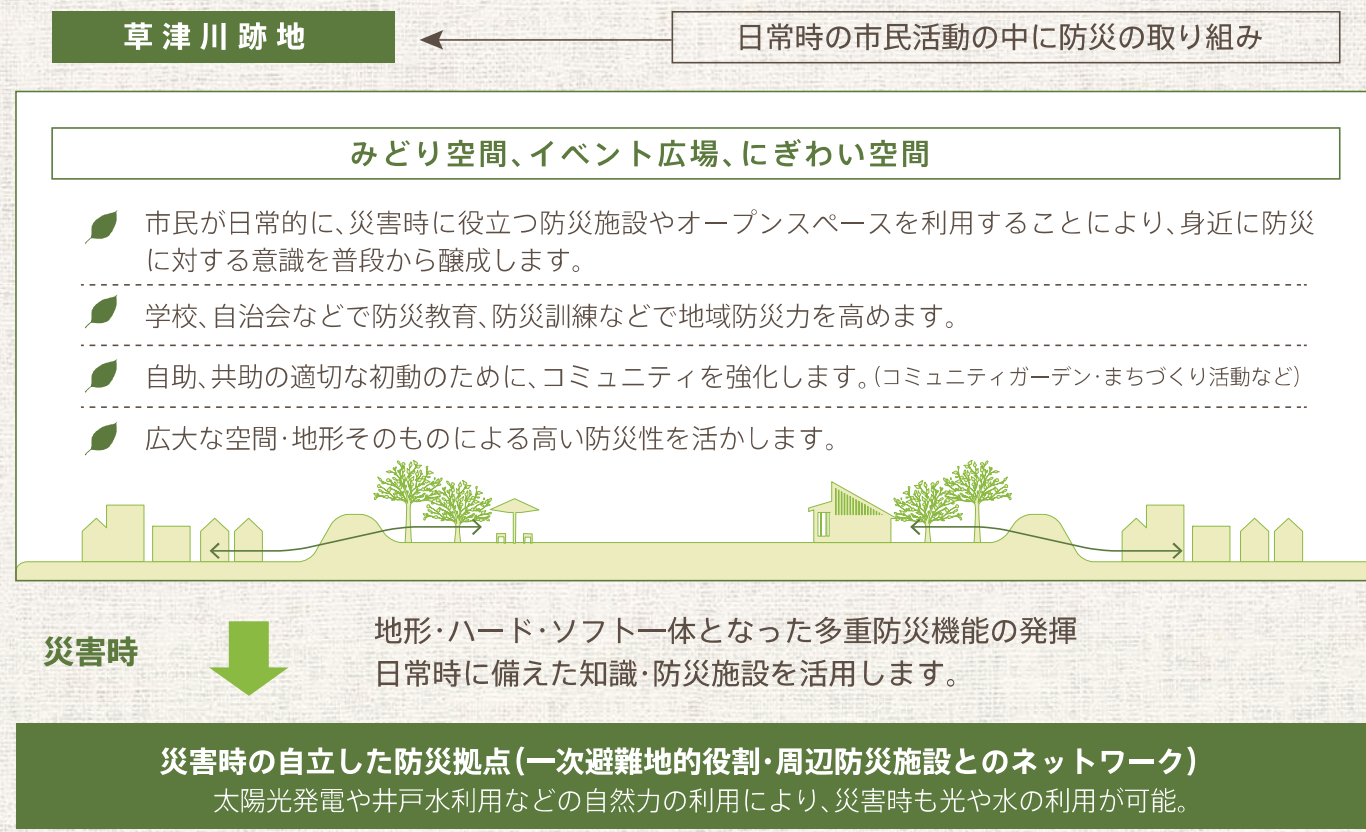 草津川跡地
日常時の市民活動の中に防災の取り組み
みどり空間、イベント広場、にぎわい空間
市民が日常的に、災害時に役立つ防災施設やオープンスペースを利用することにより、身近に防災
に対する意識を普段から醸成します。
学校、自治会などで防災教育、防災訓練などで地域防災力を高めます。
自助、共助の適切な初動のために、コミュニティを強化します。(コミュニティガーデン・まちづくり活動など)
広大な空間・地形そのものによる高い防災性を活かします。
災害時
地形・ハード・ソフト一体となった多重防災機能の発揮
日常時に備えた知識・防災施設を活用します。
災害時の自立した防災拠点(一次避難地的役割・周辺防災施設とのネットワーク)
太陽光発電や井戸水利用などの自然力の利用により、災害時も光や水の利用が可能。